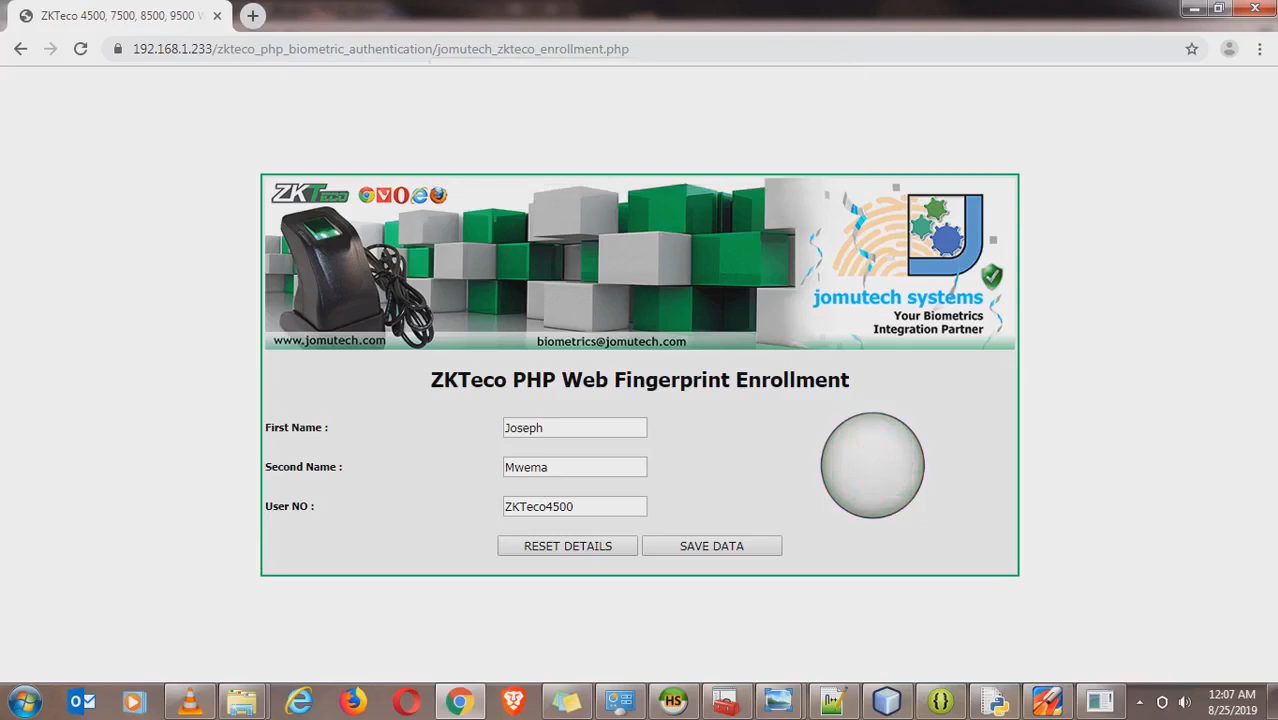 ZKTeco 4500, 7500, 8500, 9500 W
192.168.1.233/zkteco_php_biometric_authentication/jomutech_zkteco_enrollment.php
ZKTeco
jomutech systems
Your Biometrics
Integration Partner
www.jomutech.com
biometrics@jomutech.com
ZKTeco PHP Web Fingerprint Enrollment
First Name :
Joseph
Second Name :
Mwema
User NO :
ZKTeco4500
RESET DETAILS
SAVE DATA
HS
12:07 AM
8/25/2019